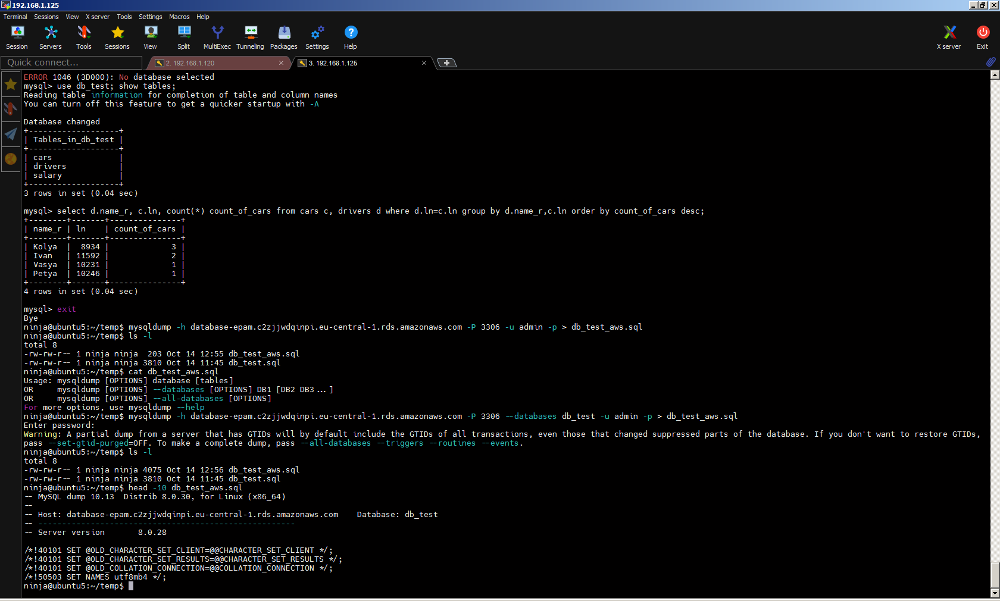 192.168.1.125
Terminal Sessions View X server Tools Settings Macros Help
Session Servers Tools Sessions View Split MultiExec Tunneling Packages Settings Help X server Exit
Quick connect... 2. 192.168.1.120 3. 192.168.1.125
ERROR 1046 (3D000): No database selected
mysql> use db_test; show tables;
Reading table information for completion of table and column names
You can turn off this feature to get a quicker startup with -A

Database changed
+-------------------+
| Tables_in_db_test |
+-------------------+
| cars              |
| drivers           |
| salary            |
+-------------------+
3 rows in set (0.04 sec)

mysql> select d.name_r, c.ln, count(*) count_of_cars from cars c, drivers d where d.ln=c.ln group by d.name_r,c.ln order by count_of_cars desc;
+--------+-------+---------------+
| name_r | ln    | count_of_cars |
+--------+-------+---------------+
| Kolya  |  8934 |             3 |
| Ivan   | 11592 |             2 |
| Vasya  | 10231 |             1 |
| Petya  | 10246 |             1 |
+--------+-------+---------------+
4 rows in set (0.04 sec)

mysql> exit
Bye
ninja@ubuntu5:~/temp$ mysqldump -h database-epam.c2zjjwdqinpi.eu-central-1.rds.amazonaws.com -P 3306 -u admin -p > db_test_aws.sql
ninja@ubuntu5:~/temp$ ls -l
total 8
-rw-rw-r-- 1 ninja ninja  203 Oct 14 12:55 db_test_aws.sql
-rw-rw-r-- 1 ninja ninja 3810 Oct 14 11:45 db_test.sql
ninja@ubuntu5:~/temp$ cat db_test_aws.sql
Usage: mysqldump [OPTIONS] database [tables]
OR     mysqldump [OPTIONS] --databases [OPTIONS] DB1 [DB2 DB3...]
OR     mysqldump [OPTIONS] --all-databases [OPTIONS]
For more options, use mysqldump --help
ninja@ubuntu5:~/temp$ mysqldump -h database-epam.c2zjjwdqinpi.eu-central-1.rds.amazonaws.com -P 3306 --databases db_test -u admin -p > db_test_aws.sql
Enter password:
Warning: A partial dump from a server that has GTIDs will by default include the GTIDs of all transactions, even those that changed suppressed parts of the database. If you don't want to restore GTIDs,
pass --set-gtid-purged=OFF. To make a complete dump, pass --all-databases --triggers --routines --events.
ninja@ubuntu5:~/temp$ ls -l
total 8
-rw-rw-r-- 1 ninja ninja 4075 Oct 14 12:56 db_test_aws.sql
-rw-rw-r-- 1 ninja ninja 3810 Oct 14 11:45 db_test.sql
ninja@ubuntu5:~/temp$ head -10 db_test_aws.sql
-- MySQL dump 10.13  Distrib 8.0.30, for Linux (x86_64)
--
-- Host: database-epam.c2zjjwdqinpi.eu-central-1.rds.amazonaws.com    Database: db_test
-- ------------------------------------------------------
-- Server version       8.0.28

/*!40101 SET @OLD_CHARACTER_SET_CLIENT=@@CHARACTER_SET_CLIENT */;
/*!40101 SET @OLD_CHARACTER_SET_RESULTS=@@CHARACTER_SET_RESULTS */;
/*!40101 SET @OLD_COLLATION_CONNECTION=@@COLLATION_CONNECTION */;
/*!50503 SET NAMES utf8mb4 */;
ninja@ubuntu5:~/temp$